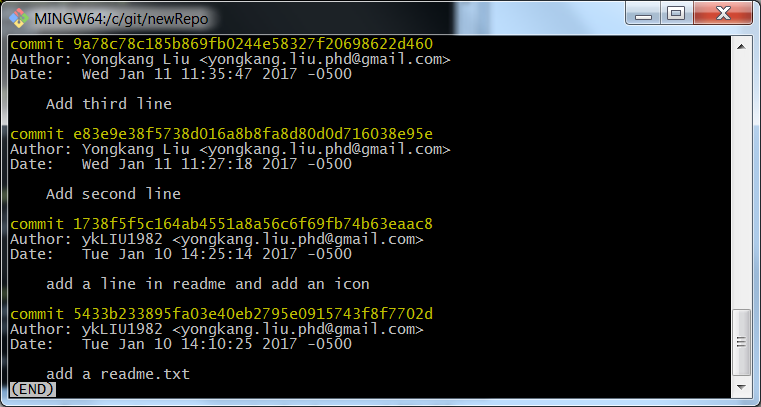 MINGW64:/c/git/newRepo
commit 9a78c78c185b869fb0244e58327f20698622d460
Author: Yongkang Liu <yongkang.liu.phd@gmail.com>
Date:   Wed Jan 11 11:35:47 2017 -0500
    Add third line
commit e83e9e38f5738d016a8b8fa8d80d0d716038e95e
Author: Yongkang Liu <yongkang.liu.phd@gmail.com>
Date:   Wed Jan 11 11:27:18 2017 -0500
    Add second line
commit 1738f5f5c164ab4551a8a56c6f69fb74b63eaac8
Author: ykLIU1982 <yongkang.liu.phd@gmail.com>
Date:   Tue Jan 10 14:25:14 2017 -0500
    add a line in readme and add an icon
commit 5433b233895fa03e40eb2795e0915743f8f7702d
Author: ykLIU1982 <yongkang.liu.phd@gmail.com>
Date:   Tue Jan 10 14:10:25 2017 -0500
    add a readme.txt
(END)